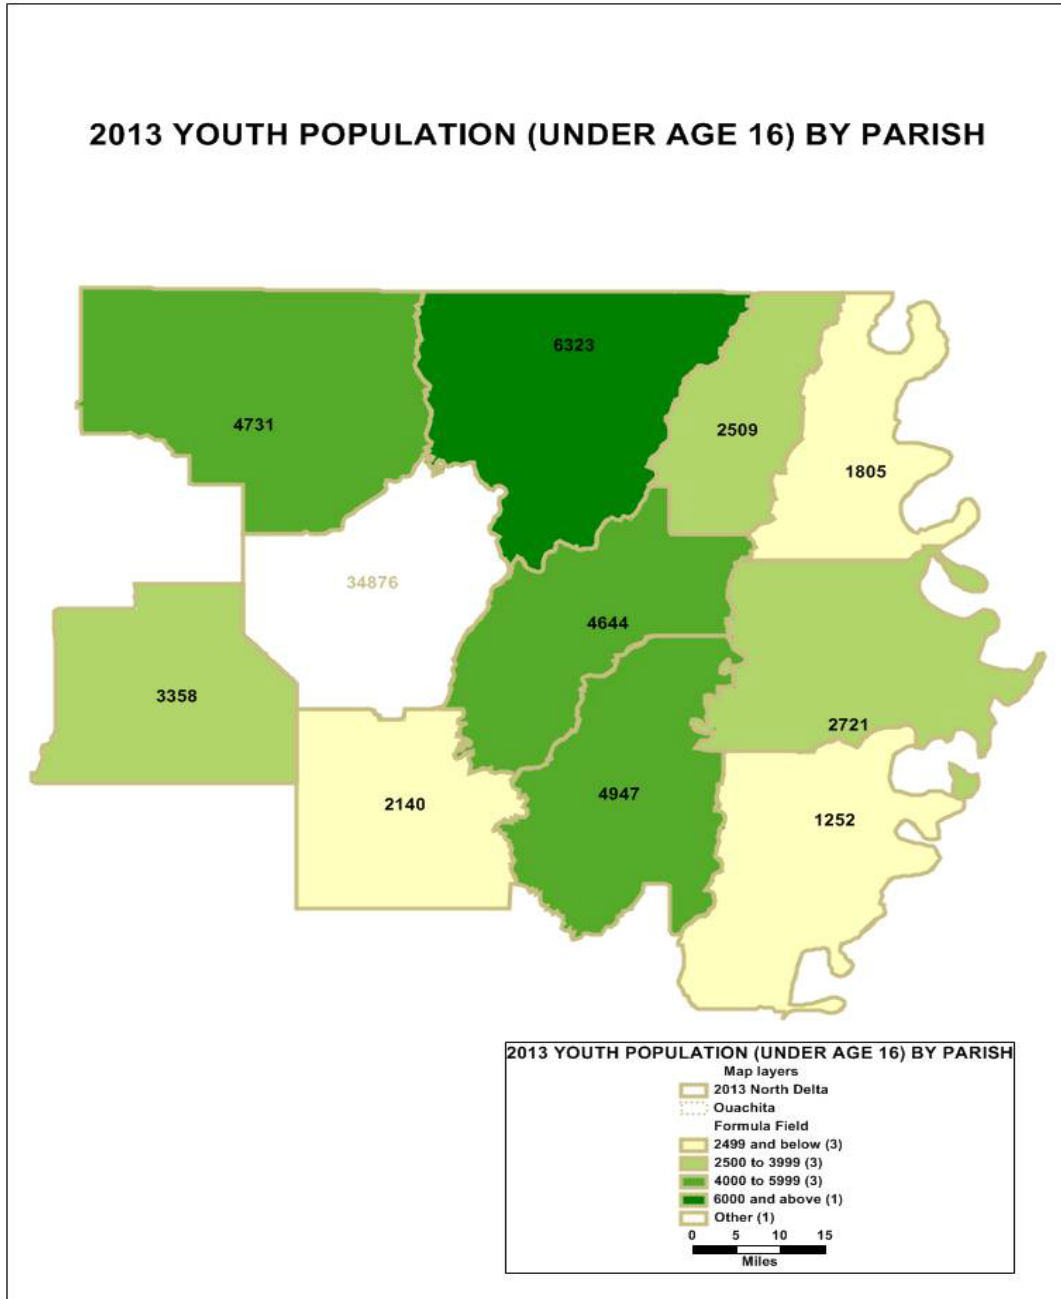 2013 YOUTH POPULATION (UNDER AGE 16) BY PARISH
6323
4731
2509
1805
34876
4644
3358
2721
4947
2140
1252
2013 YOUTH POPULATION (UNDER AGE 16) BY PARISH
Map layers
2013 North Delta
Ouachita
Formula Field
2499 and below (3)
2500 to 3999 (3)
4000 to 5999 (3)
6000 and above (1)
Other (1)
0 5 10 15
Miles